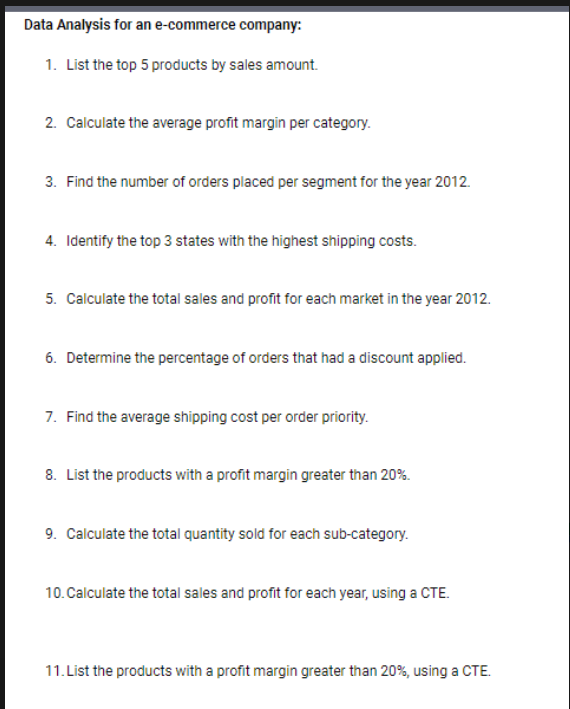 Data Analysis for an e-commerce company:
1. List the top 5 products by sales amount.
2. Calculate the average profit margin per category.
3. Find the number of orders placed per segment for the year 2012.
4. Identify the top 3 states with the highest shipping costs.
5. Calculate the total sales and profit for each market in the year 2012.
6. Determine the percentage of orders that had a discount applied.
7. Find the average shipping cost per order priority.
8. List the products with a profit margin greater than 20%.
9. Calculate the total quantity sold for each sub-category.
10. Calculate the total sales and profit for each year, using a CTE.
11. List the products with a profit margin greater than 20%, using a CTE.